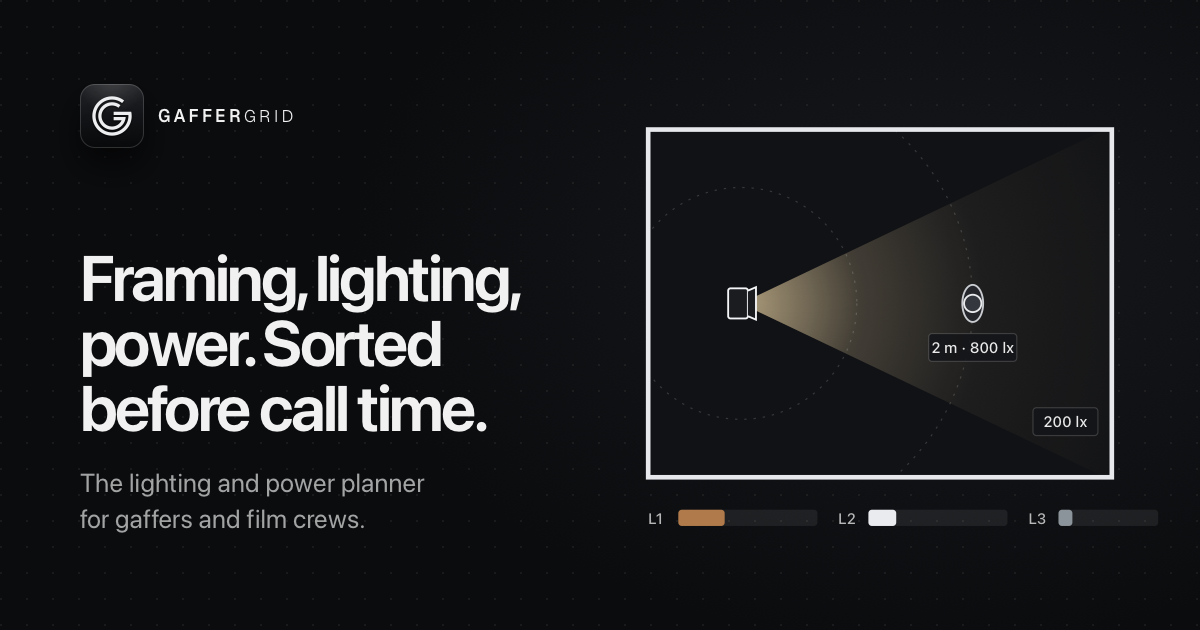 GAFFERGRID
Framing, lighting,
power. Sorted
before call time.
The lighting and power planner
for gaffers and film crews.
2 m · 800 lx
200 lx
L1
L2
L3